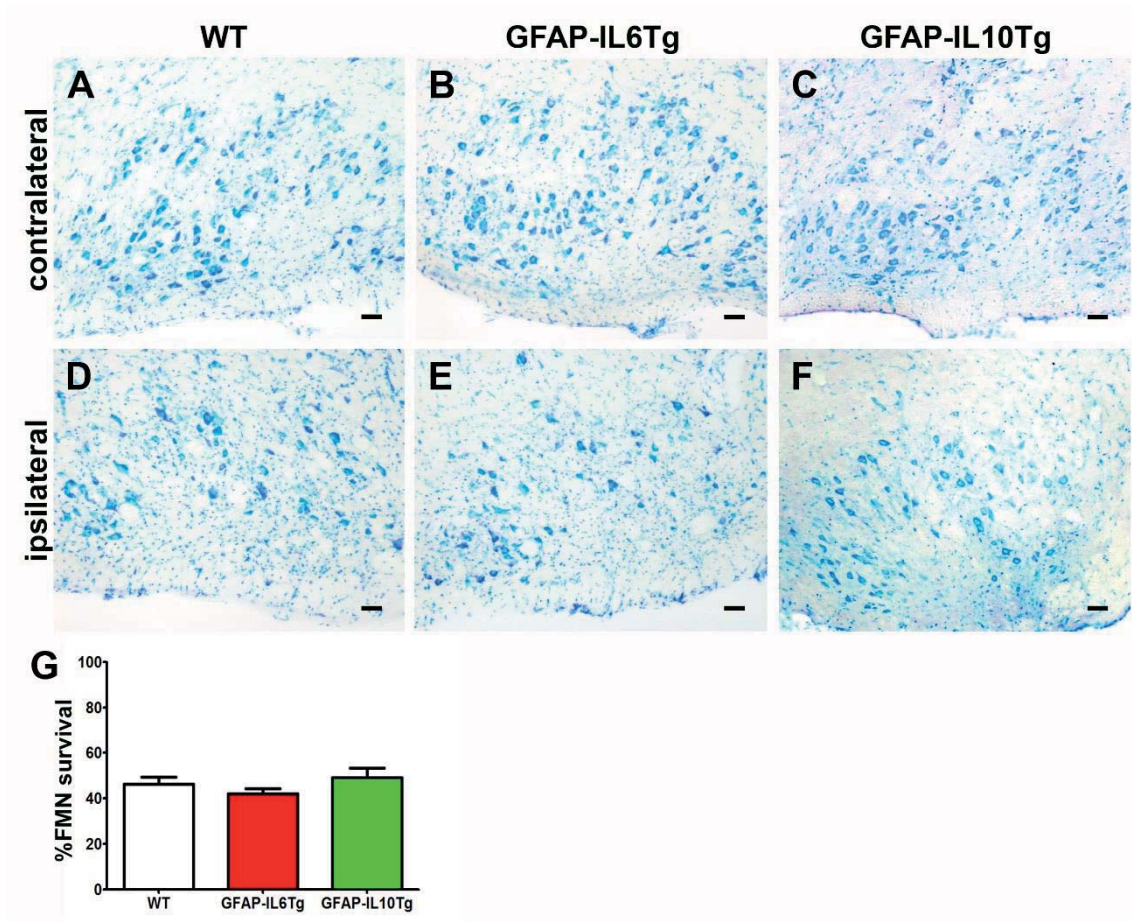 WT GFAP-IL6Tg GFAP-IL10Tg
contralateral
A B C
ipsilateral
D E F
G
%FMN survival
100
80
60
40
20
0
WT GFAP-IL6Tg GFAP-IL10Tg